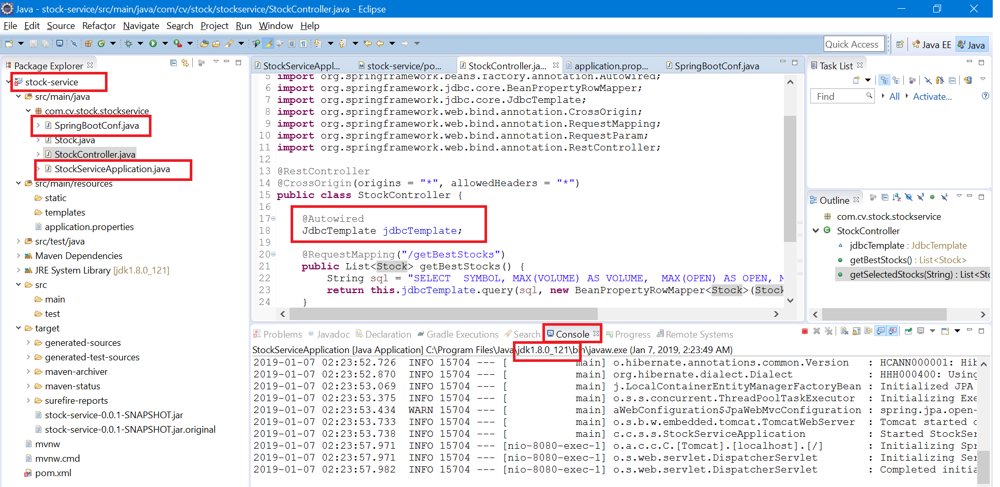 Java - stock-service/src/main/java/com/cv/stock/stockservice/StockController.java - Eclipse
File Edit Source Refactor Navigate Search Project Run Window Help
Quick Access
Java EE
Java
Package Explorer
stock-service
src/main/java
com.cv.stock.stockservice
SpringBootConf.java
Stock.java
StockController.java
StockServiceApplication.java
src/main/resources
static
templates
application.properties
src/test/java
Maven Dependencies
JRE System Library [jdk1.8.0_121]
src
main
test
target
generated-sources
generated-test-sources
maven-archiver
maven-status
surefire-reports
stock-service-0.0.1-SNAPSHOT.jar
stock-service-0.0.1-SNAPSHOT.jar.original
mvnw
mvnw.cmd
pom.xml
StockServiceAppl... stock-service/po... StockController.ja... application.prop... SpringBootConf.java
5 import org.springframework.beans.factory.annotation.Autowired;
6 import org.springframework.jdbc.core.BeanPropertyRowMapper;
7 import org.springframework.jdbc.core.JdbcTemplate;
8 import org.springframework.web.bind.annotation.CrossOrigin;
9 import org.springframework.web.bind.annotation.RequestMapping;
10 import org.springframework.web.bind.annotation.RequestParam;
11 import org.springframework.web.bind.annotation.RestController;
12
13 @RestController
14 @CrossOrigin(origins = "*", allowedHeaders = "*")
15 public class StockController {
16
17 @Autowired
18 JdbcTemplate jdbcTemplate;
19
20 @RequestMapping("/getBestStocks")
21 public List<Stock> getBestStocks() {
22 String sql = "SELECT  SYMBOL, MAX(VOLUME) AS VOLUME,  MAX(OPEN) AS OPEN, M
23 return this.jdbcTemplate.query(sql, new BeanPropertyRowMapper<Stock>(Stock
24 }
Task List
Find
All
Activate...
Outline
com.cv.stock.stockservice
StockController
jdbcTemplate : JdbcTemplate
getBestStocks() : List<Stock>
getSelectedStocks(String) : List<Stc
Problems Javadoc Declaration Gradle Executions Search Console Progress Remote Systems
StockServiceApplication [Java Application] C:\Program Files\Java\jdk1.8.0_121\bin\javaw.exe (Jan 7, 2019, 2:23:49 AM)
2019-01-07 02:23:52.726  INFO 15704 --- [           main] o.hibernate.annotations.common.Version   : HCANN000001: Hib
2019-01-07 02:23:52.870  INFO 15704 --- [           main] org.hibernate.dialect.Dialect            : HHH000400: Using
2019-01-07 02:23:53.069  INFO 15704 --- [           main] j.LocalContainerEntityManagerFactoryBean : Initialized JPA
2019-01-07 02:23:53.375  INFO 15704 --- [           main] o.s.s.concurrent.ThreadPoolTaskExecutor  : Initializing Exe
2019-01-07 02:23:53.434  WARN 15704 --- [           main] aWebConfiguration$JpaWebMvcConfiguration : spring.jpa.open-
2019-01-07 02:23:53.733  INFO 15704 --- [           main] o.s.b.w.embedded.tomcat.TomcatWebServer  : Tomcat started o
2019-01-07 02:23:53.738  INFO 15704 --- [           main] c.c.s.s.StockServiceApplication          : Started StockSer
2019-01-07 02:23:57.971  INFO 15704 --- [nio-8080-exec-1] o.a.c.c.C.[Tomcat].[localhost].[/]       : Initializing Spr
2019-01-07 02:23:57.971  INFO 15704 --- [nio-8080-exec-1] o.s.web.servlet.DispatcherServlet        : Initializing Ser
2019-01-07 02:23:57.982  INFO 15704 --- [nio-8080-exec-1] o.s.web.servlet.DispatcherServlet        : Completed initia